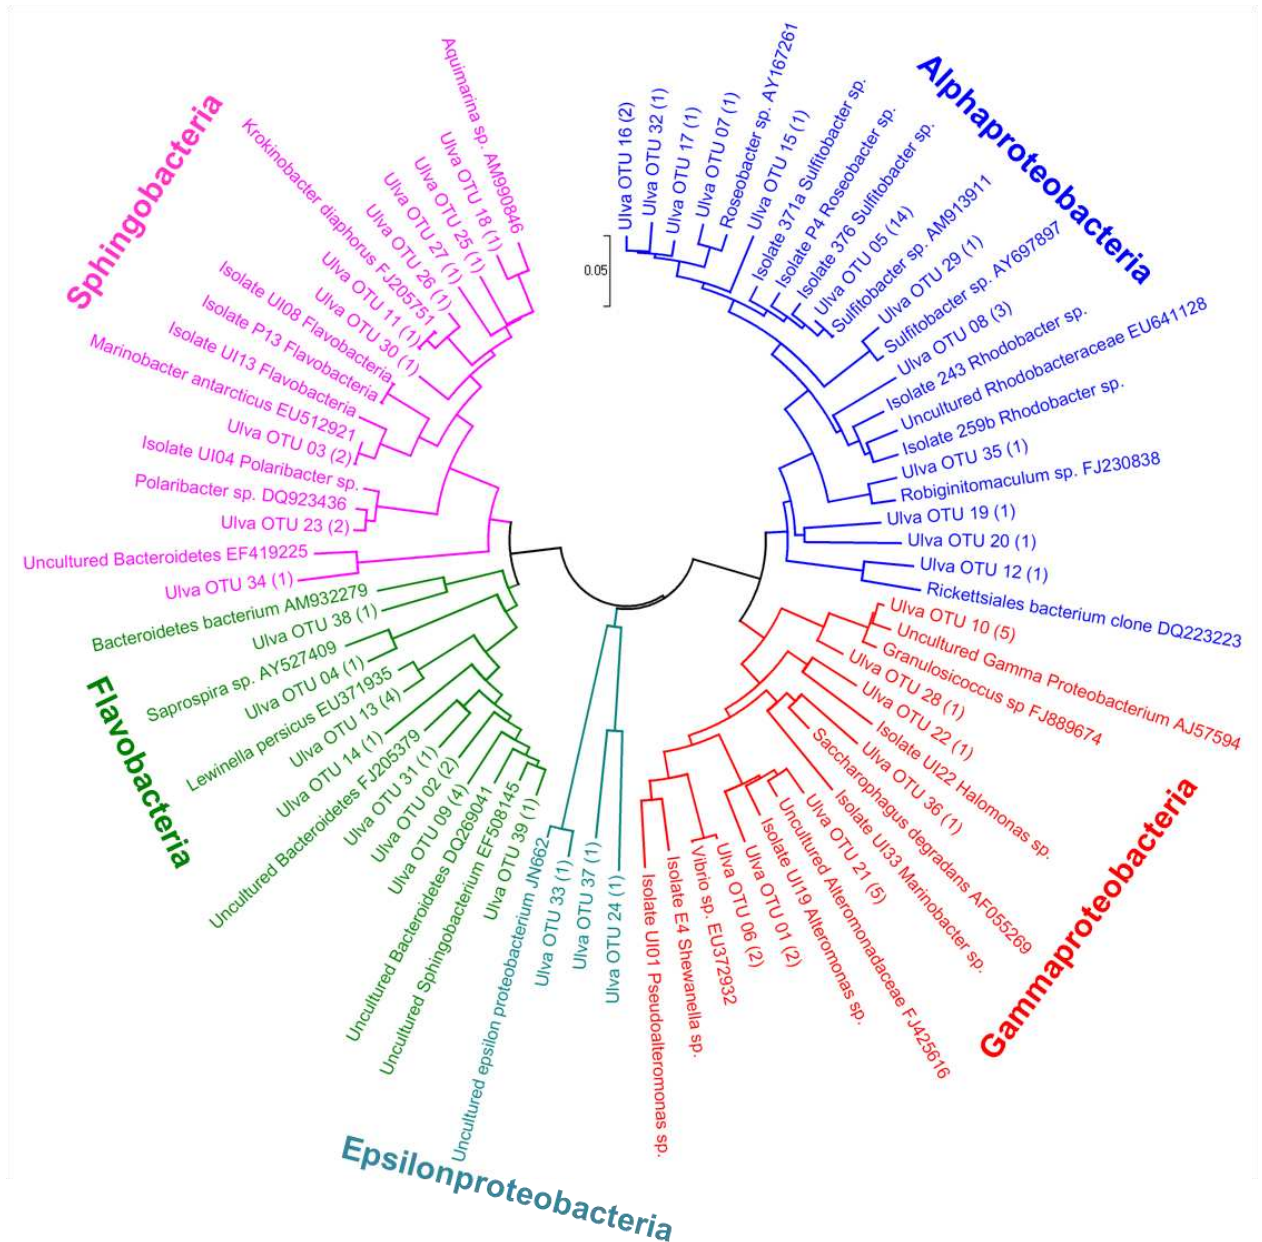 Sphingobacteria
Aquimarina sp. AM990846
Ulva OTU 18 (1)
Ulva OTU 25 (1)
Ulva OTU 27 (1)
Ulva OTU 26 (1)
Krokinobacter diaphorus FJ205751
Ulva OTU 11 (1)
Ulva OTU 30 (1)
Isolate UI08 Flavobacteria
Isolate P13 Flavobacteria
Isolate UI13 Flavobacteria
Marinobacter antarcticus EU512921
Ulva OTU 03 (2)
Isolate UI04 Polaribacter sp.
Polaribacter sp. DQ923436
Ulva OTU 23 (2)
Uncultured Bacteroidetes EF419225
Ulva OTU 34 (1)
Flavobacteria
Bacteroidetes bacterium AM932279
Ulva OTU 38 (1)
Saprospira sp. AY527409
Ulva OTU 04 (1)
Lewinella persicus EU371935
Ulva OTU 13 (4)
Ulva OTU 14 (1)
Uncultured Bacteroidetes FJ205379
Ulva OTU 31 (1)
Ulva OTU 02 (2)
Ulva OTU 09 (4)
Uncultured Bacteroidetes DQ269041
Uncultured Sphingobacterium EF508145
Ulva OTU 39 (1)
Epsilonproteobacteria
Uncultured epsilon proteobacterium JN662
Ulva OTU 33 (1)
Ulva OTU 37 (1)
Ulva OTU 24 (1)
Gammaproteobacteria
Isolate UI01 Pseudoalteromonas sp.
Isolate E4 Shewanella sp.
Vibrio sp. EU372932
Ulva OTU 06 (2)
Ulva OTU 01 (2)
Isolate UI19 Alteromonas sp.
Uncultured Alteromonadaceae FJ425616
Ulva OTU 21 (5)
Isolate UI33 Marinobacter sp.
Saccharophagus degradans AF055269
Ulva OTU 36 (1)
Isolate UI22 Halomonas sp.
Ulva OTU 22 (1)
Ulva OTU 28 (1)
Granulosicoccus sp FJ889674
Uncultured Gamma Proteobacterium AJ57594
Ulva OTU 10 (5)
Alphaproteobacteria
Rickettsiales bacterium clone DQ223223
Ulva OTU 12 (1)
Ulva OTU 20 (1)
Ulva OTU 19 (1)
Robiginitomaculum sp. FJ230838
Ulva OTU 35 (1)
Isolate 259b Rhodobacter sp.
Uncultured Rhodobacteraceae EU641128
Isolate 243 Rhodobacter sp.
Ulva OTU 08 (3)
Sulfitobacter sp. AY697897
Ulva OTU 29 (1)
Sulfitobacter sp. AM913911
Ulva OTU 05 (14)
Isolate 376 Sulfitobacter sp.
Isolate P4 Roseobacter sp.
Isolate 371a Sulfitobacter sp.
Ulva OTU 15 (1)
Roseobacter sp. AY167261
Ulva OTU 07 (1)
Ulva OTU 17 (1)
Ulva OTU 32 (1)
Ulva OTU 16 (2)
0.05